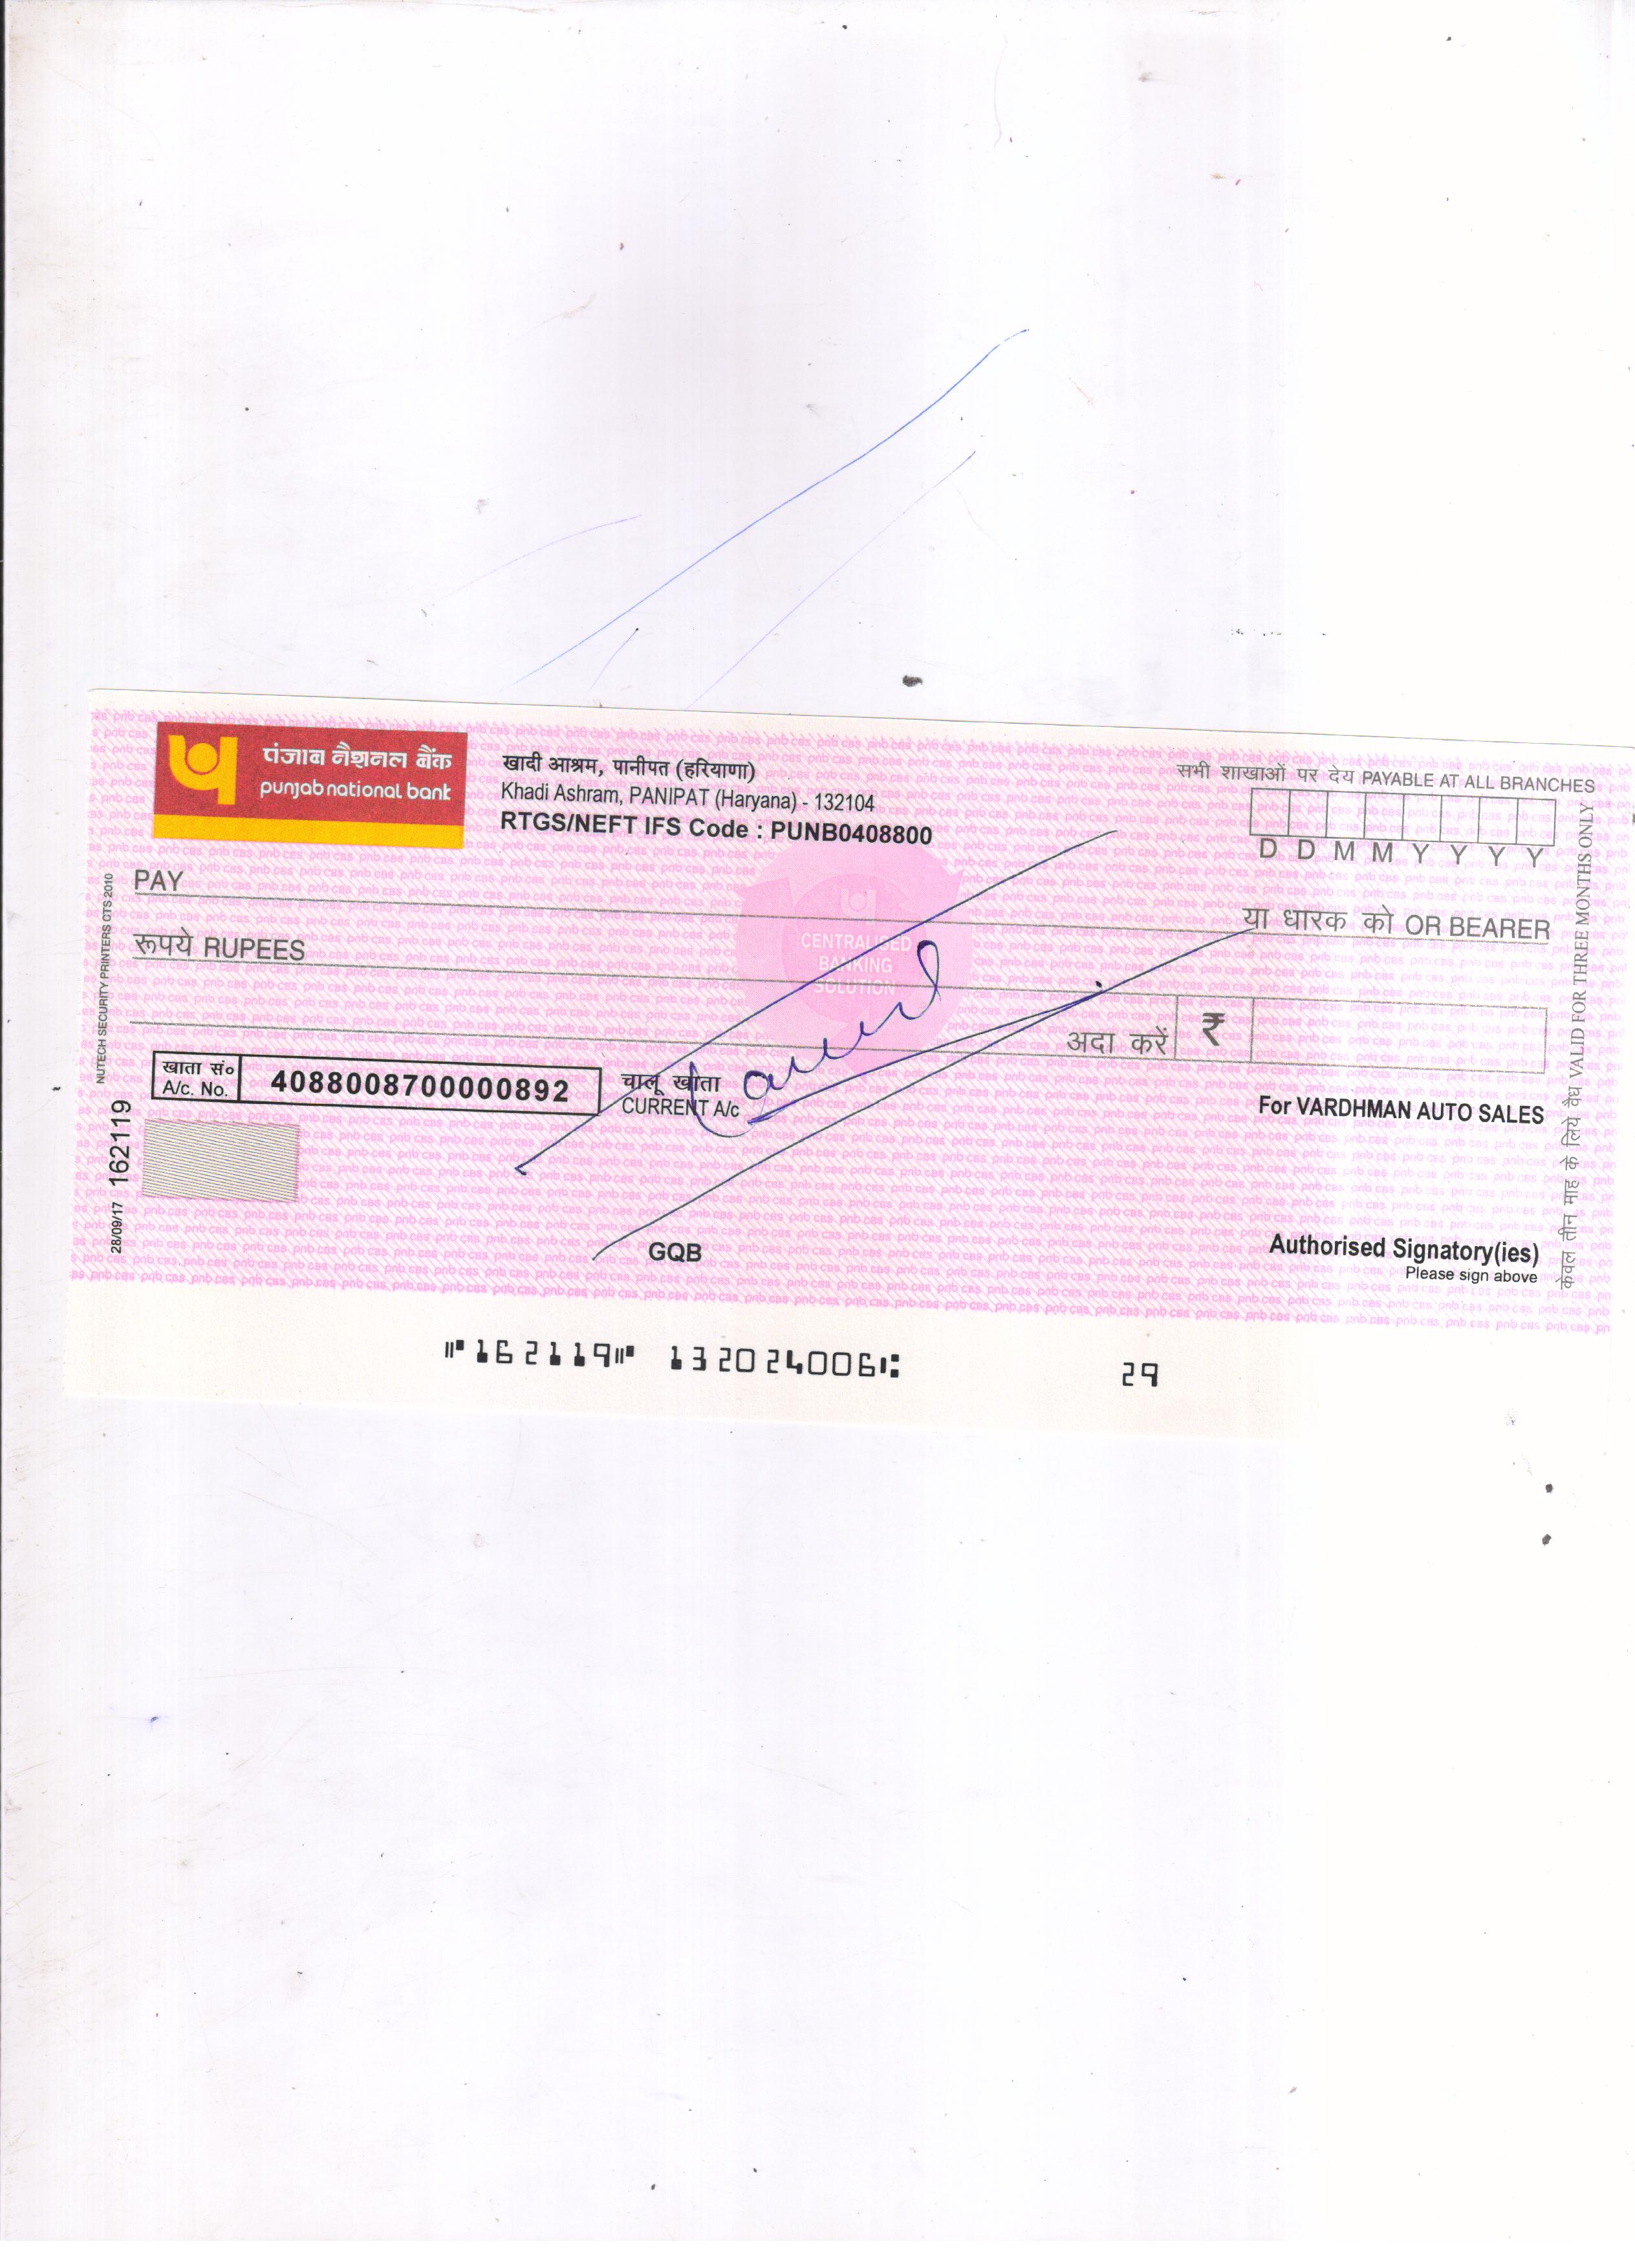 पंजाब नैशनल बैंक
punjab national bank
खादी आश्रम, पानीपत (हरियाणा)
Khadi Ashram, PANIPAT (Haryana) - 132104
RTGS/NEFT IFS Code : PUNB0408800
सभी शाखाओं पर देय PAYABLE AT ALL BRANCHES
D D M M Y Y Y Y
PAY
या धारक को OR BEARER
रूपये RUPEES
CENTRALISED
BANKING
SOLUTION
अदा करें ₹
खाता सं०
A/c. No.
4088008700000892
चालू खाता
CURRENT A/c
For VARDHMAN AUTO SALES
GQB
Authorised Signatory(ies)
Please sign above
NUTECH SECURITY PRINTERS CTS 2010
28/09/17 162119
केवल तीन माह के लिये वैध VALID FOR THREE MONTHS ONLY
⑈162119⑈ 132024006⑆ 29